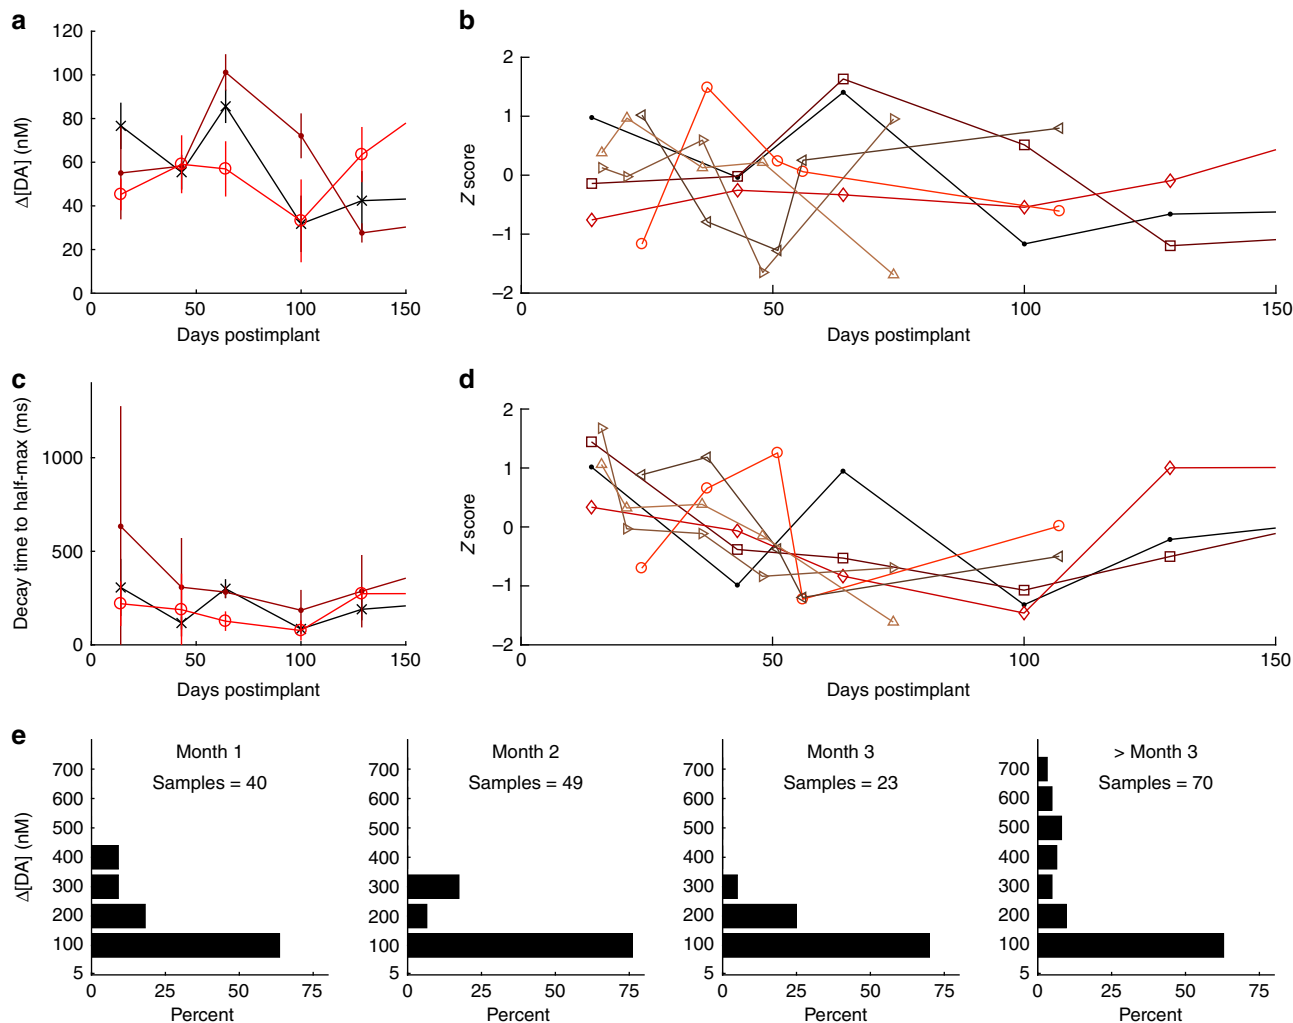 a
120
100
80
60
40
20
0
Δ[DA] (nM)
0 50 100 150
Days postimplant
b
2
1
0
−1
−2
Z score
0 50 100 150
Days postimplant
c
1000
500
0
Decay time to half-max (ms)
0 50 100 150
Days postimplant
d
2
1
0
−1
−2
Z score
0 50 100 150
Days postimplant
e
Δ[DA] (nM)
Month 1
Samples = 40
700
600
500
400
300
200
100
5
0 25 50 75
Percent
Month 2
Samples = 49
700
600
500
400
300
200
100
5
0 25 50 75
Percent
Month 3
Samples = 23
700
600
500
400
300
200
100
5
0 25 50 75
Percent
> Month 3
Samples = 70
700
600
500
400
300
200
100
5
0 25 50 75
Percent